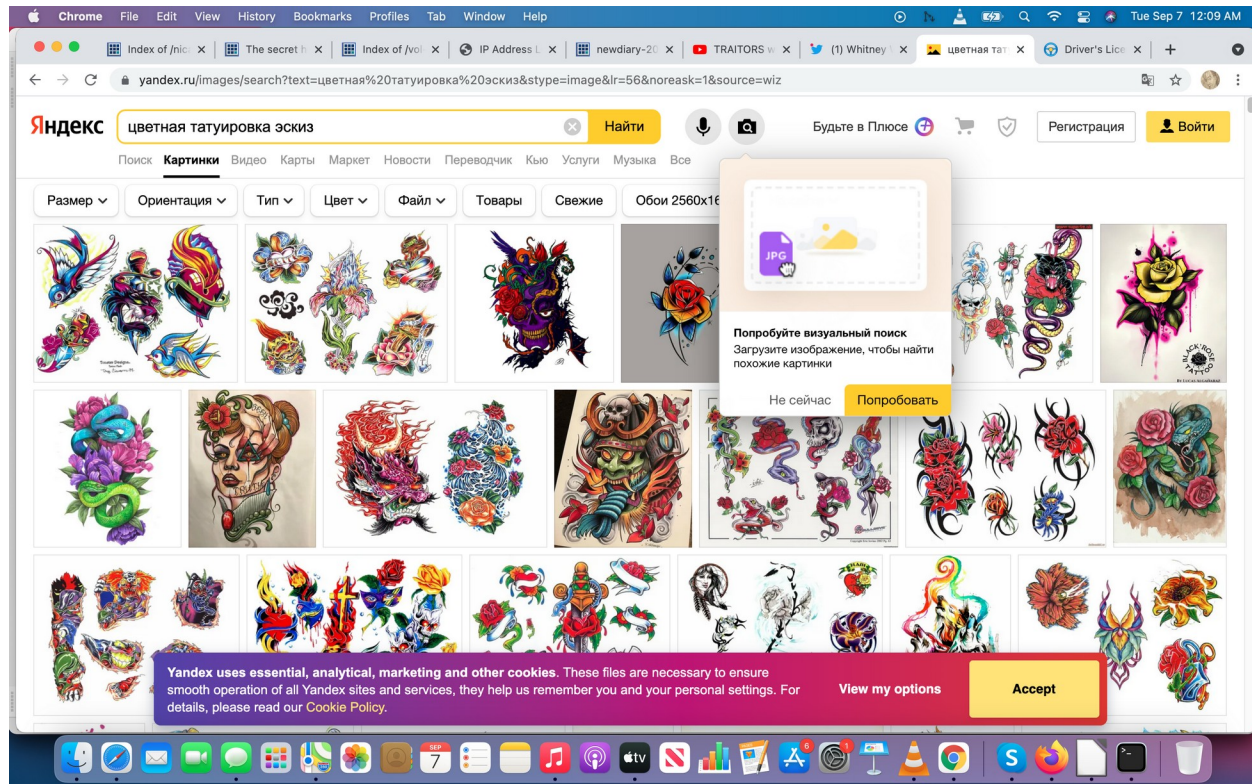 Chrome File Edit View History Bookmarks Profiles Tab Window Help Tue Sep 7 12:09 AM
Index of /nic The secret h Index of /vol IP Address L newdiary-20 TRAITORS w (1) Whitney цветная тат Driver's Lice
yandex.ru/images/search?text=цветная%20татуировка%20эскиз&stype=image&lr=56&noreask=1&source=wiz
Яндекс цветная татуировка эскиз Найти Будьте в Плюсе Регистрация Войти
Поиск Картинки Видео Карты Маркет Новости Переводчик Кью Услуги Музыка Все
Размер Ориентация Тип Цвет Файл Товары Свежие Обои 2560x16
JPG
Попробуйте визуальный поиск
Загрузите изображение, чтобы найти
похожие картинки
Не сейчас Попробовать
BLACK ROSE
TATTOO
Yandex uses essential, analytical, marketing and other cookies. These files are necessary to ensure
smooth operation of all Yandex sites and services, they help us remember you and your personal settings. For
details, please read our Cookie Policy.
View my options
Accept
SEP
7
tv
6
1
S